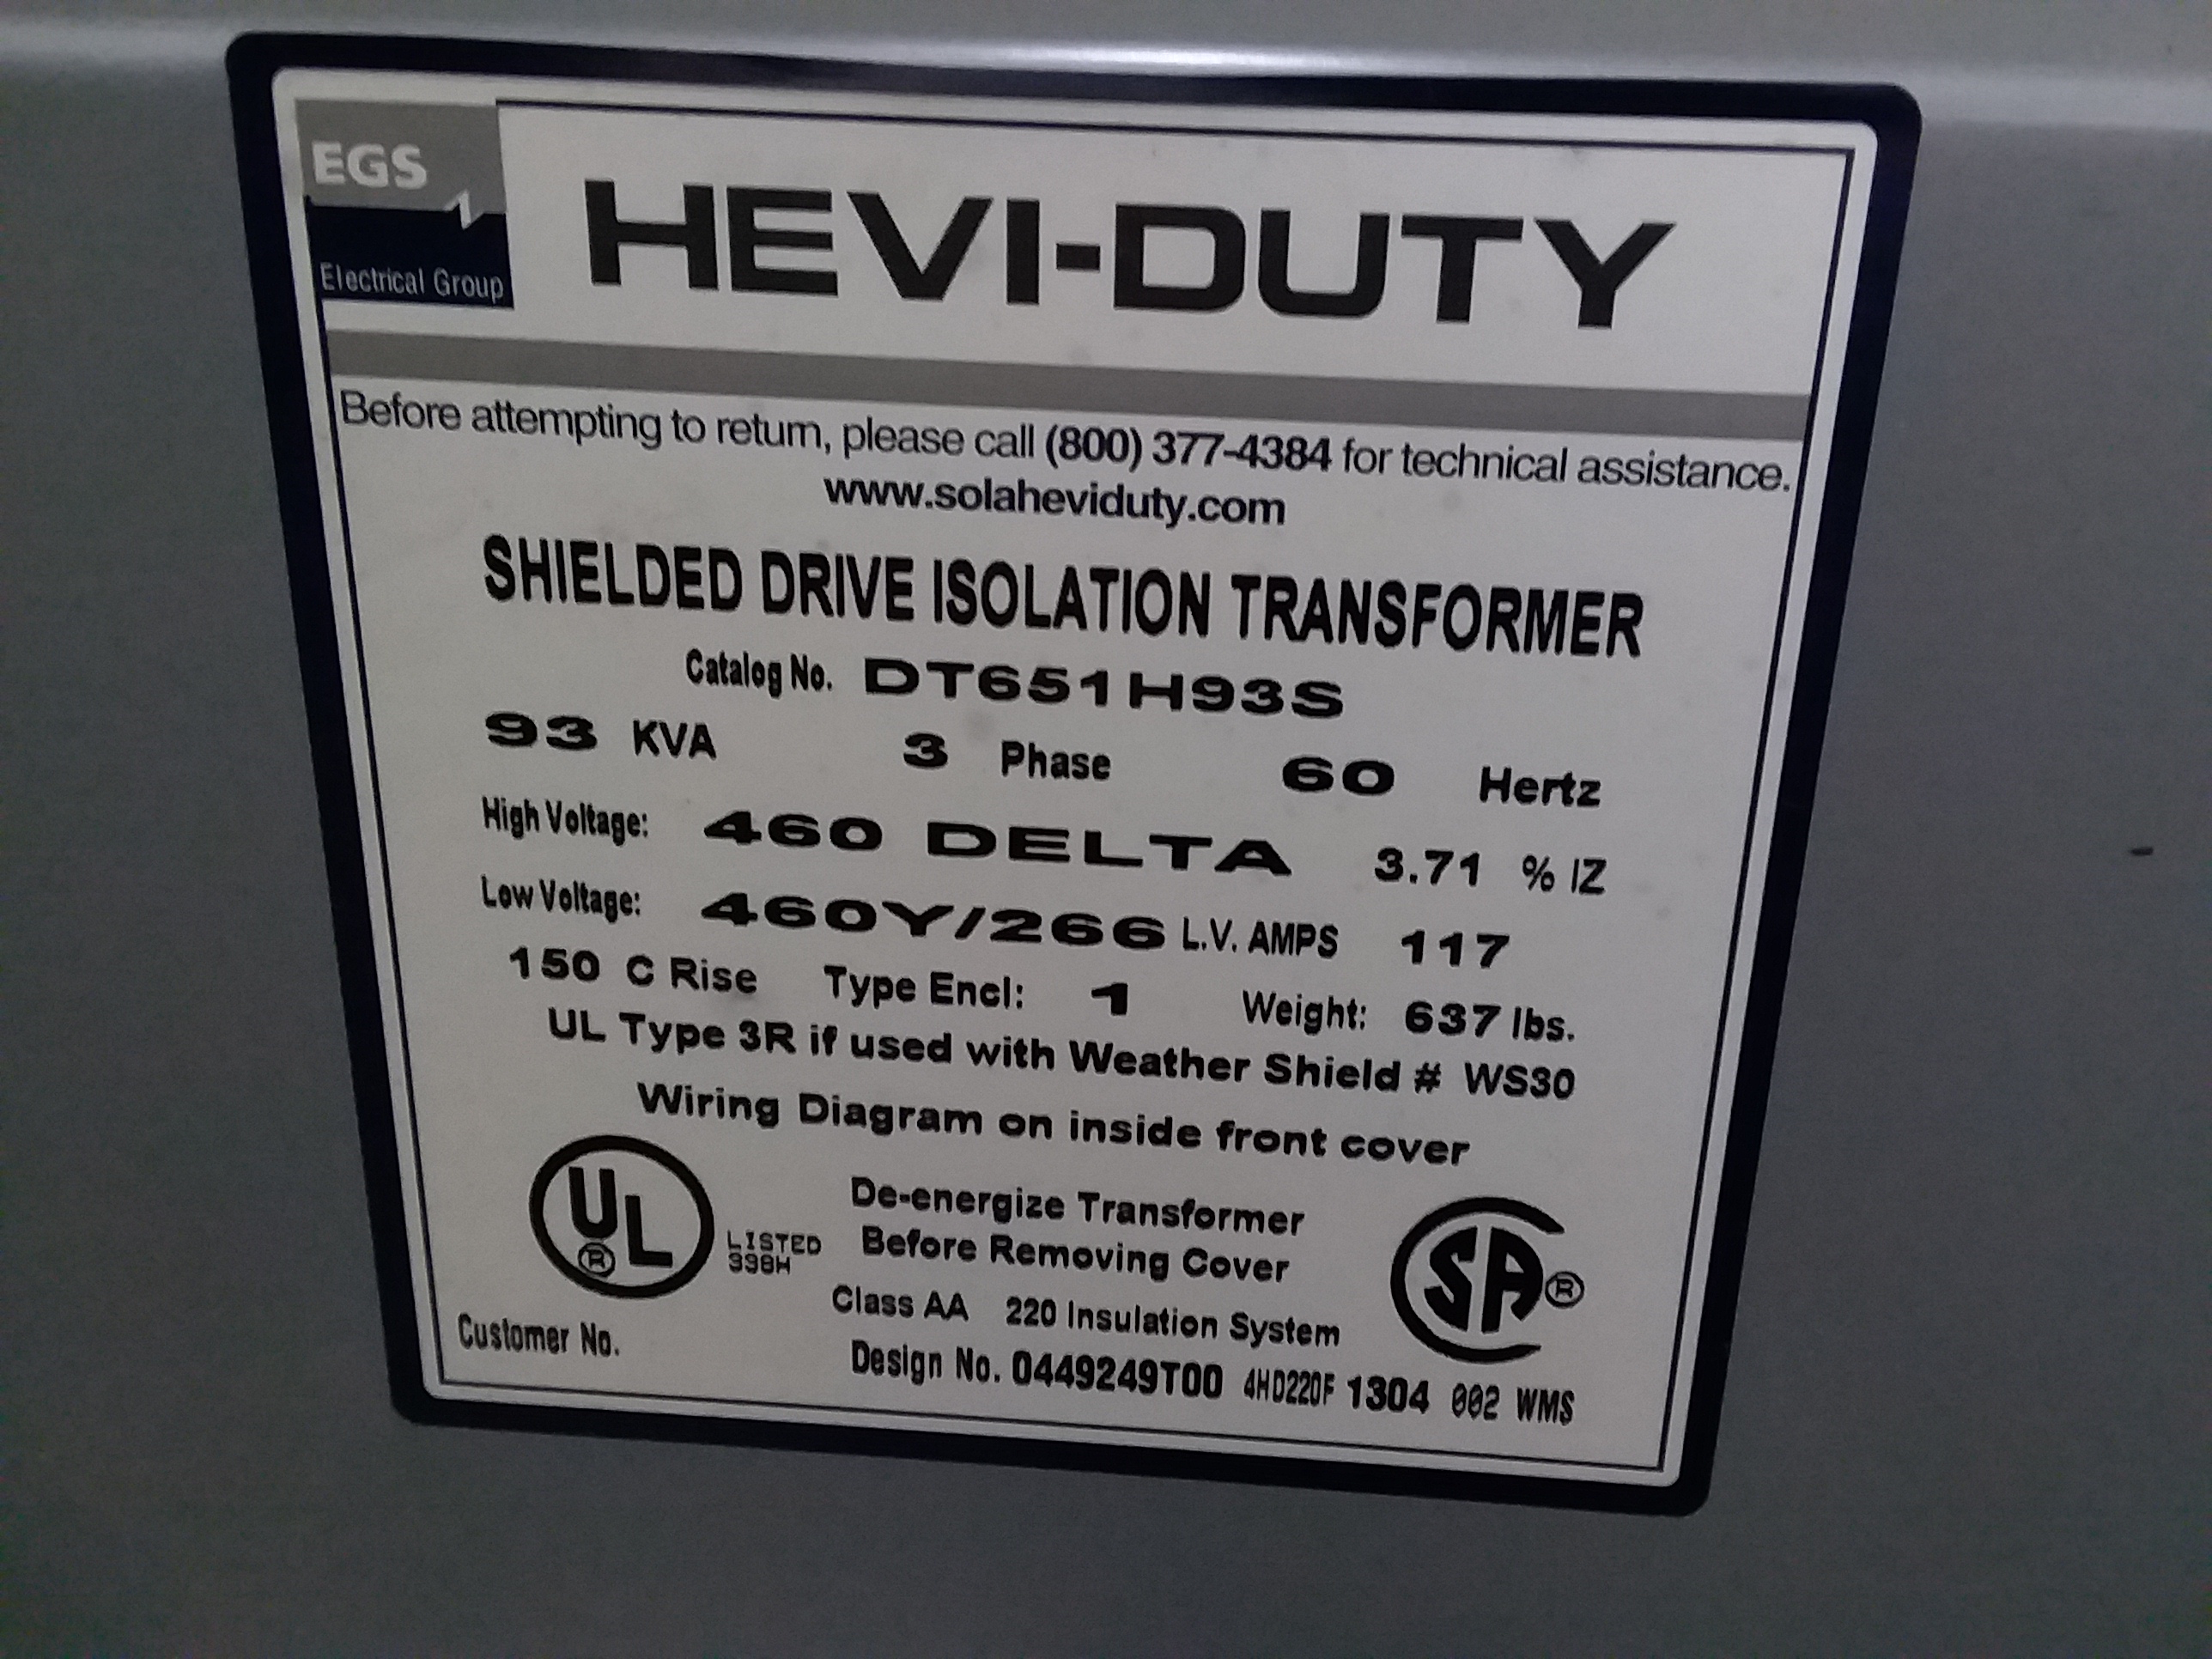 EGS
Electrical Group
HEVI-DUTY
Before attempting to return, please call (800) 377-4384 for technical assistance.
www.solaheviduty.com
SHIELDED DRIVE ISOLATION TRANSFORMER
Catalog No. DT651H93S
93 KVA 3 Phase 60 Hertz
High Voltage: 460 DELTA 3.71 % IZ
Low Voltage: 460Y/266 L.V. AMPS 117
150 C Rise Type Encl: 1 Weight: 637 lbs.
UL Type 3R if used with Weather Shield # WS30
Wiring Diagram on inside front cover
UL ® LISTED 398H
De-energize Transformer
Before Removing Cover
SA ®
Class AA 220 Insulation System
Customer No.
Design No. 0449249T00 4HD220F 1304 002 WMS